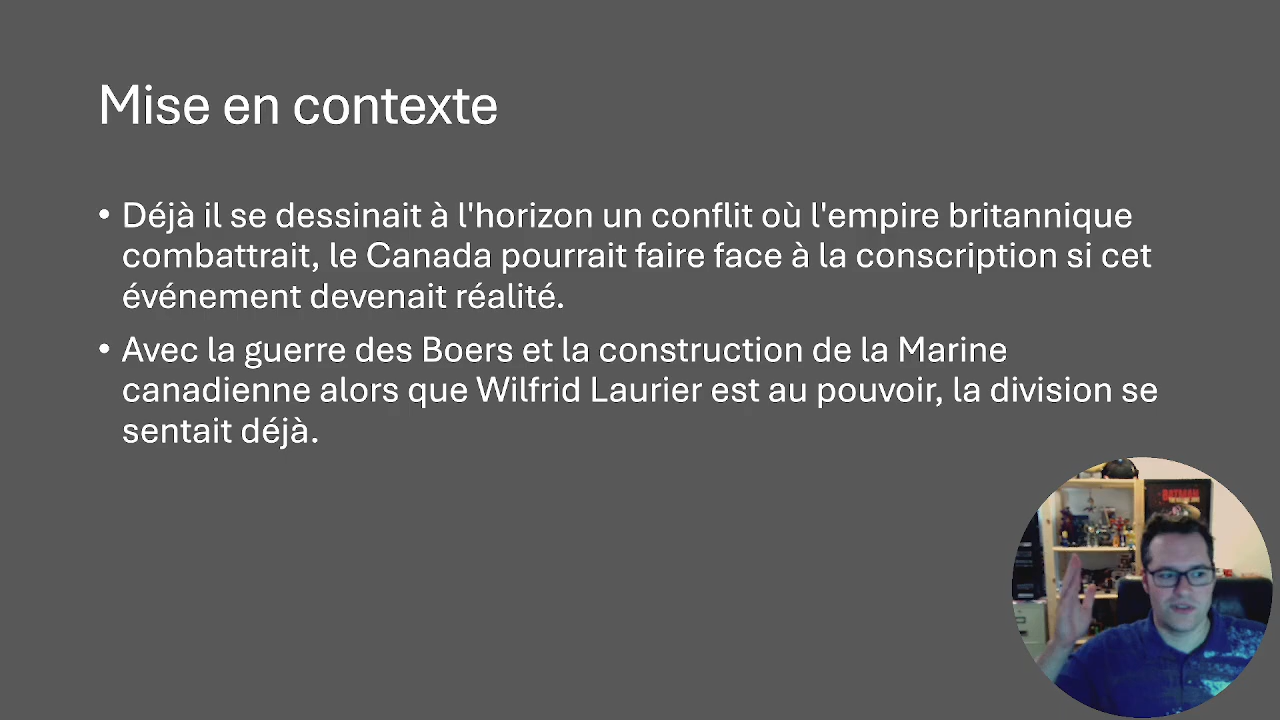 Mise en contexte
• Déjà il se dessinait à l'horizon un conflit où l'empire britannique
combattrait, le Canada pourrait faire face à la conscription si cet
événement devenait réalité.
• Avec la guerre des Boers et la construction de la Marine
canadienne alors que Wilfrid Laurier est au pouvoir, la division se
sentait déjà.
BATMAN